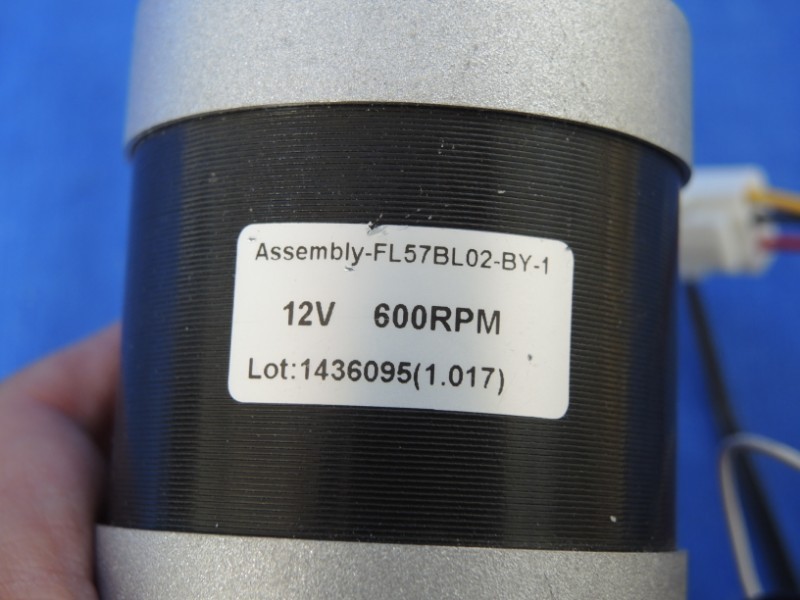 Assembly-FL57BL02-BY-1
12V 600RPM
Lot:1436095(1.017)